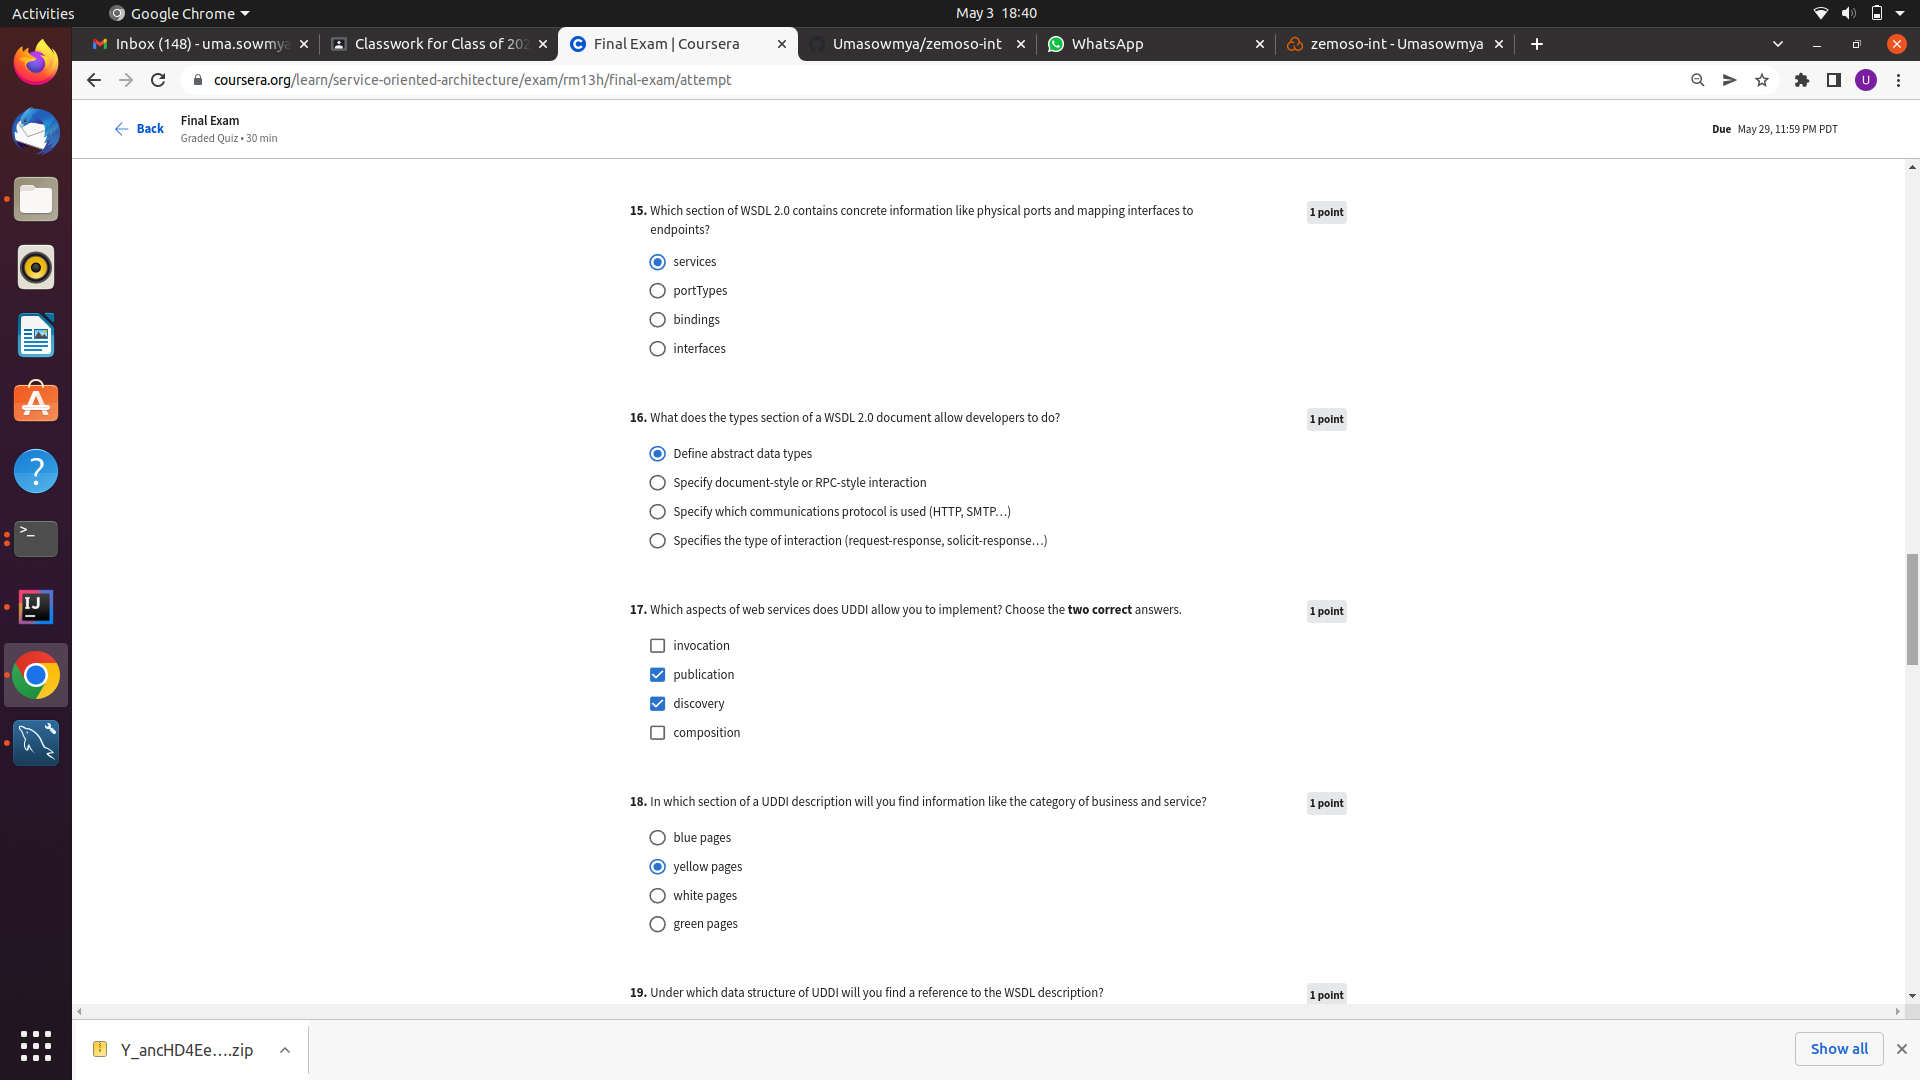 Activities
Google Chrome
May 3 18:40
Inbox (148) - uma.sowmya
Classwork for Class of 202
Final Exam | Coursera
Umasowmya/zemoso-int
WhatsApp
zemoso-int - Umasowmya
coursera.org/learn/service-oriented-architecture/exam/rm13h/final-exam/attempt
U
Back
Final Exam
Graded Quiz • 30 min
Due May 29, 11:59 PM PDT
15. Which section of WSDL 2.0 contains concrete information like physical ports and mapping interfaces to
endpoints?
1 point
services
portTypes
bindings
interfaces
16. What does the types section of a WSDL 2.0 document allow developers to do?
1 point
Define abstract data types
Specify document-style or RPC-style interaction
Specify which communications protocol is used (HTTP, SMTP…)
Specifies the type of interaction (request-response, solicit-response…)
17. Which aspects of web services does UDDI allow you to implement? Choose the two correct answers.
1 point
invocation
publication
discovery
composition
18. In which section of a UDDI description will you find information like the category of business and service?
1 point
blue pages
yellow pages
white pages
green pages
19. Under which data structure of UDDI will you find a reference to the WSDL description?
1 point
Y_ancHD4Ee....zip
Show all